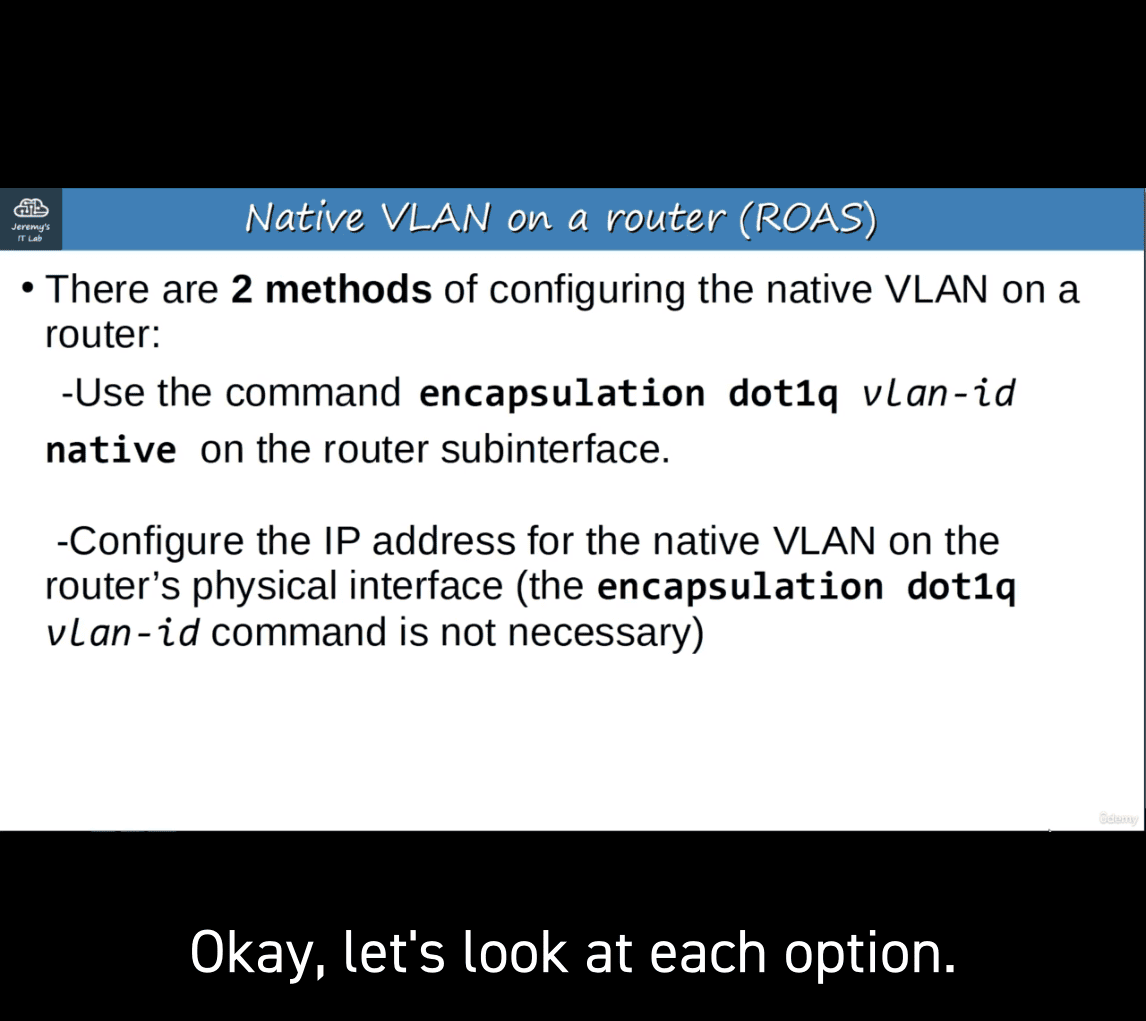 Jeremy's
IT Lab
Native VLAN on a router (ROAS)
• There are 2 methods of configuring the native VLAN on a
router:
-Use the command encapsulation dot1q vlan-id
native on the router subinterface.
-Configure the IP address for the native VLAN on the
router’s physical interface (the encapsulation dot1q
vlan-id command is not necessary)
Udemy
Okay, let's look at each option.